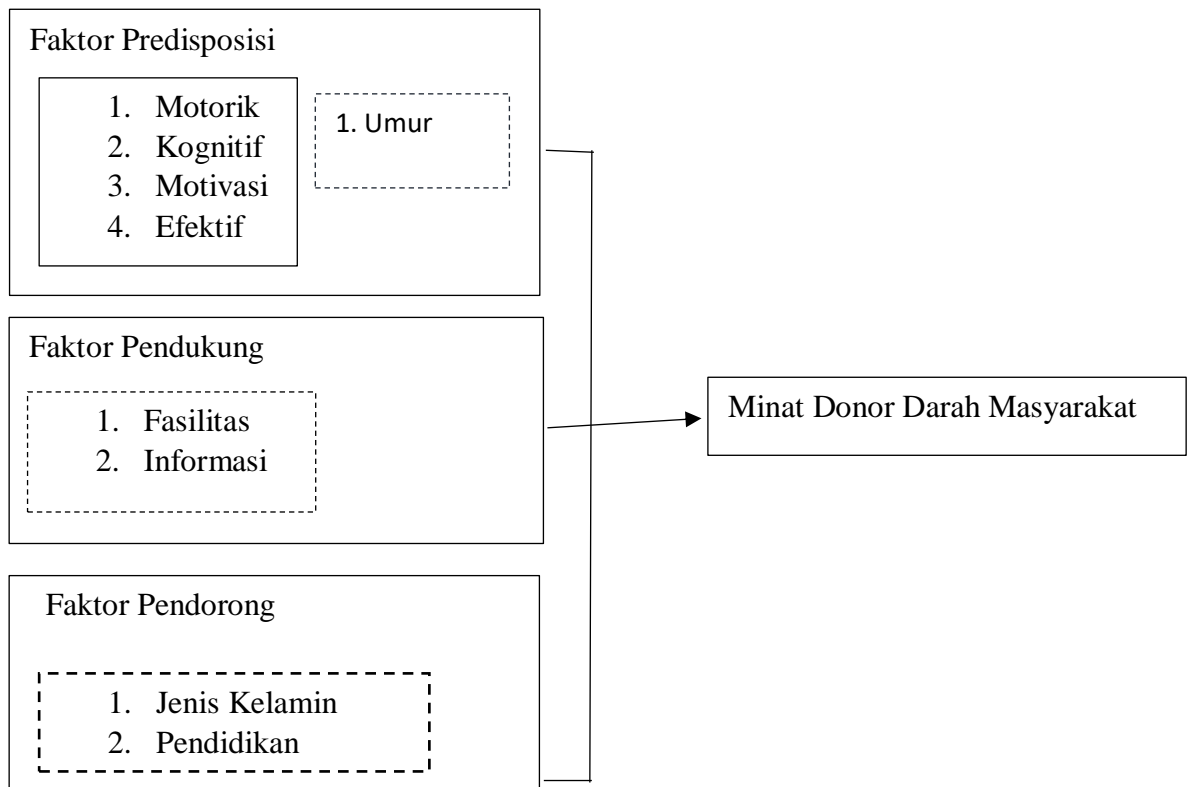 Faktor Predisposisi
1. Motorik
2. Kognitif
3. Motivasi
4. Efektif
1. Umur
Faktor Pendukung
1. Fasilitas
2. Informasi
Minat Donor Darah Masyarakat
Faktor Pendorong
1. Jenis Kelamin
2. Pendidikan